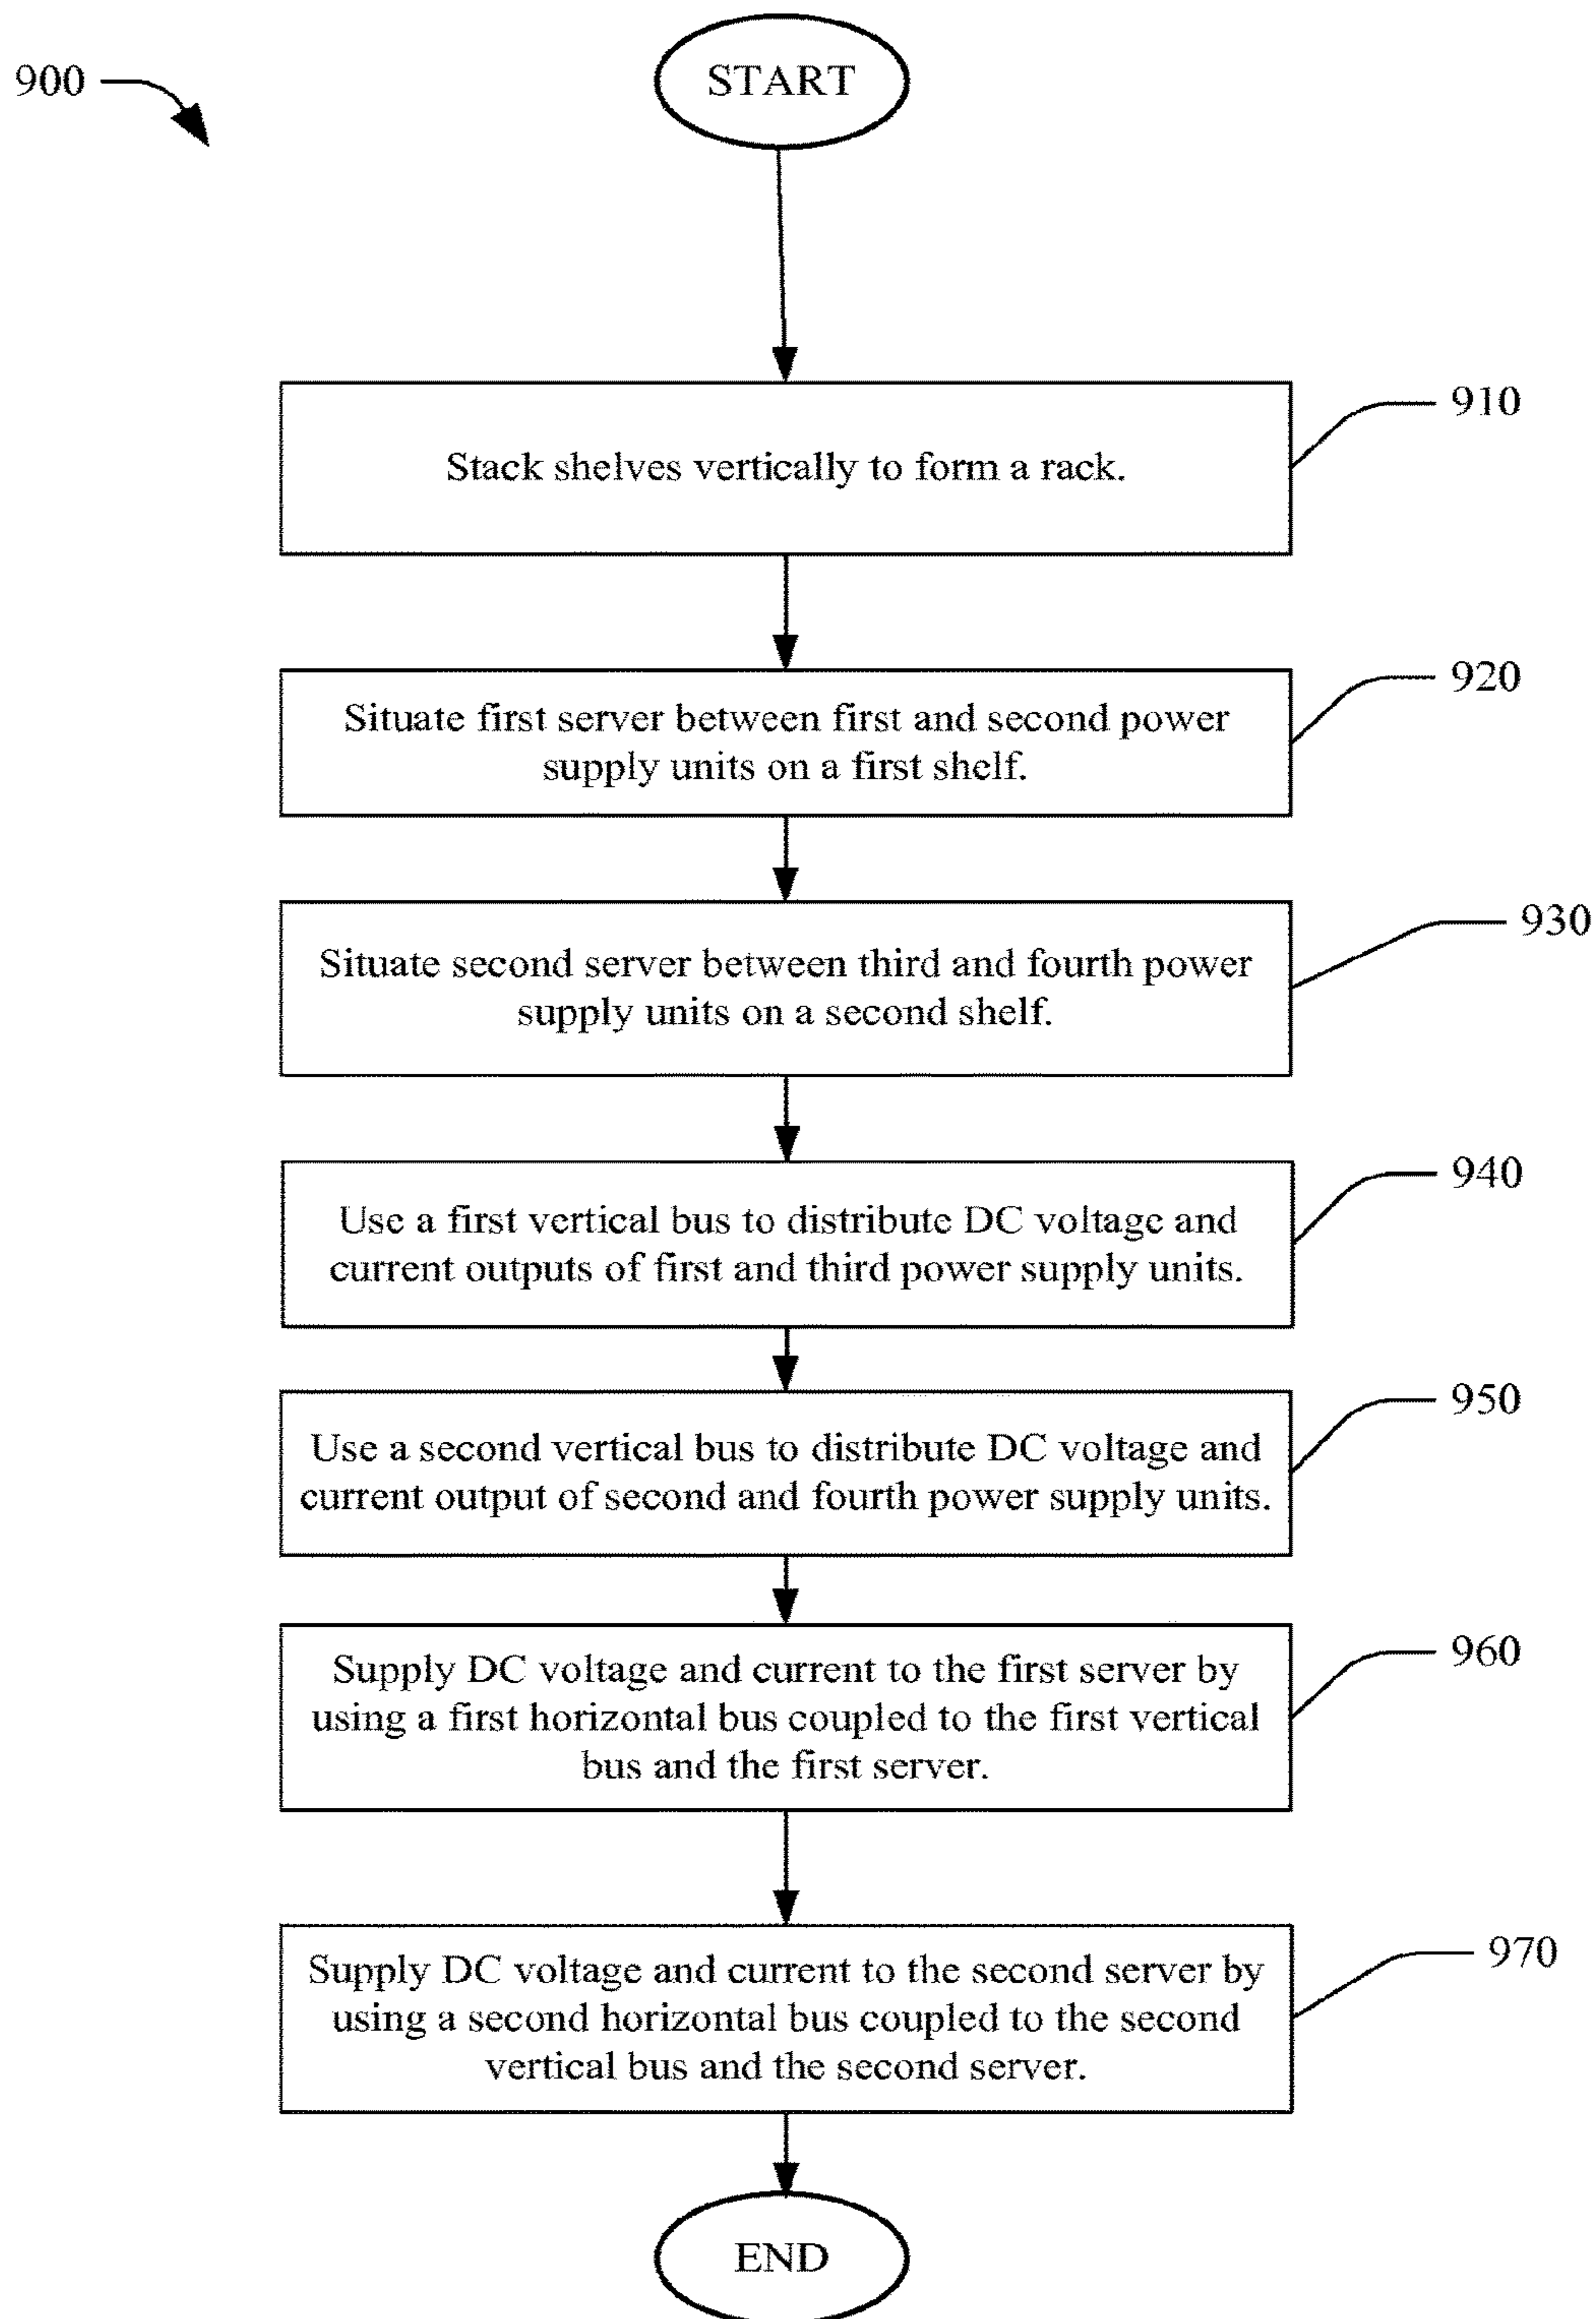 900
START
910
Stack shelves vertically to form a rack.
920
Situate first server between first and second power
supply units on a first shelf.
930
Situate second server between third and fourth power
supply units on a second shelf.
940
Use a first vertical bus to distribute DC voltage and
current outputs of first and third power supply units.
950
Use a second vertical bus to distribute DC voltage and
current output of second and fourth power supply units.
960
Supply DC voltage and current to the first server by
using a first horizontal bus coupled to the first vertical
bus and the first server.
970
Supply DC voltage and current to the second server by
using a second horizontal bus coupled to the second
vertical bus and the second server.
END